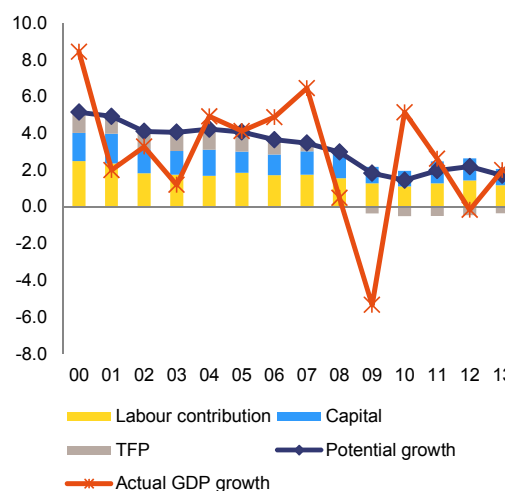 10.0
8.0
6.0
4.0
2.0
0.0
-2.0
-4.0
-6.0
-8.0
00 01 02 03 04 05 06 07 08 09 10 11 12 13
Labour contribution Capital
TFP Potential growth
Actual GDP growth